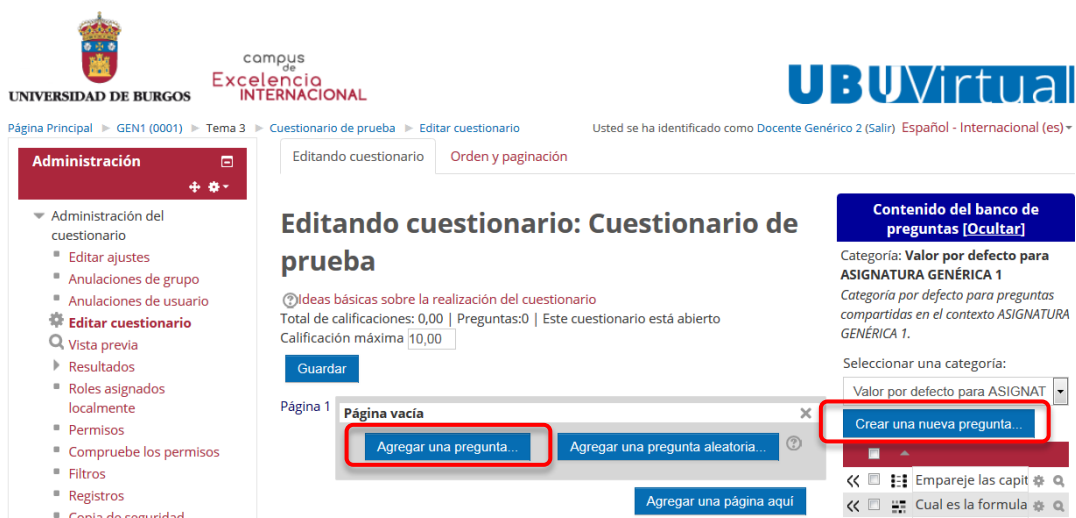 UNIVERSIDAD DE BURGOS
campus
de
Excelencia
INTERNACIONAL
UBUVirtual
Página Principal ▶ GEN1 (0001) ▶ Tema 3 ▶ Cuestionario de prueba ▶ Editar cuestionario
Usted se ha identificado como Docente Genérico 2 (Salir) Español - Internacional (es)
Administración
Administración del
cuestionario
Editar ajustes
Anulaciones de grupo
Anulaciones de usuario
Editar cuestionario
Vista previa
Resultados
Roles asignados
localmente
Permisos
Compruebe los permisos
Filtros
Registros
Copia de seguridad
Editando cuestionario Orden y paginación
Editando cuestionario: Cuestionario de
prueba
Ideas básicas sobre la realización del cuestionario
Total de calificaciones: 0,00 | Preguntas:0 | Este cuestionario está abierto
Calificación máxima 10,00
Guardar
Página 1
Página vacía
Agregar una pregunta... Agregar una pregunta aleatoria...
Agregar una página aquí
Contenido del banco de
preguntas [Ocultar]
Categoría: Valor por defecto para
ASIGNATURA GENÉRICA 1
Categoría por defecto para preguntas
compartidas en el contexto ASIGNATURA
GENÉRICA 1.
Seleccionar una categoría:
Valor por defecto para ASIGNAT
Crear una nueva pregunta...
Empareje las capit
Cual es la formula